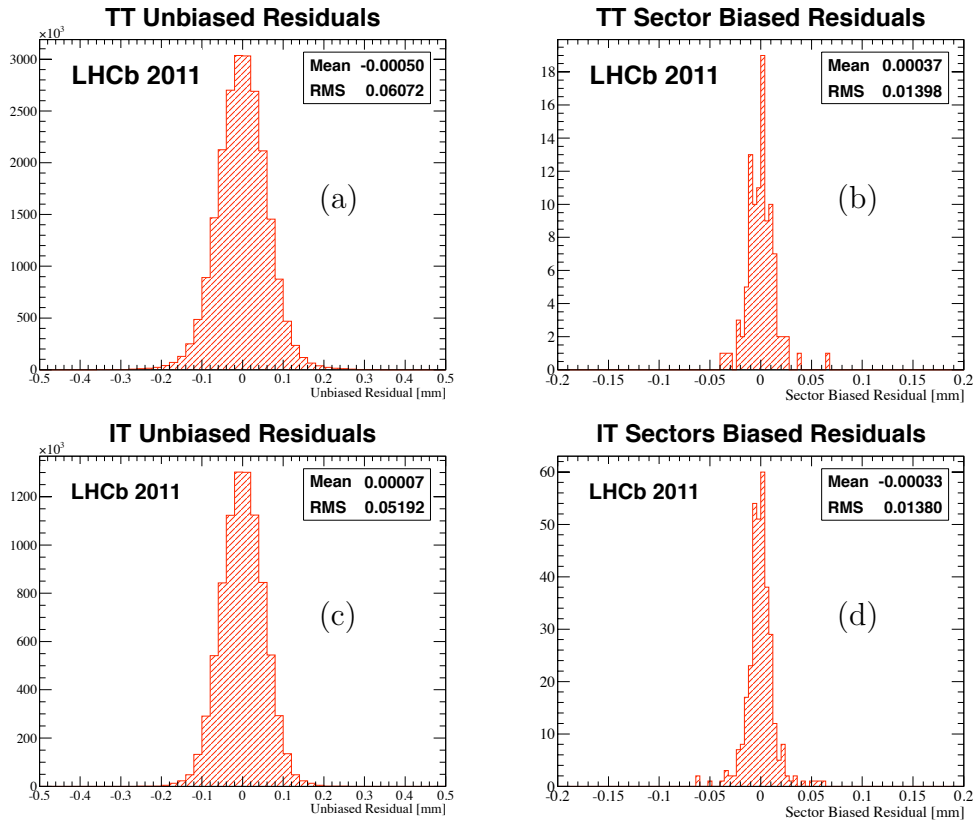 TT Unbiased Residuals
×10³
LHCb 2011
Mean -0.00050
RMS 0.06072
(a)
3000
2500
2000
1500
1000
500
0
-0.5 -0.4 -0.3 -0.2 -0.1 0 0.1 0.2 0.3 0.4 0.5
Unbiased Residual [mm]
TT Sector Biased Residuals
LHCb 2011
Mean 0.00037
RMS 0.01398
(b)
18
16
14
12
10
8
6
4
2
0
-0.2 -0.15 -0.1 -0.05 0 0.05 0.1 0.15 0.2
Sector Biased Residual [mm]
IT Unbiased Residuals
×10³
LHCb 2011
Mean 0.00007
RMS 0.05192
(c)
1200
1000
800
600
400
200
0
-0.5 -0.4 -0.3 -0.2 -0.1 0 0.1 0.2 0.3 0.4 0.5
Unbiased Residual [mm]
IT Sectors Biased Residuals
LHCb 2011
Mean -0.00033
RMS 0.01380
(d)
60
50
40
30
20
10
0
-0.2 -0.15 -0.1 -0.05 0 0.05 0.1 0.15 0.2
Sector Biased Residual [mm]